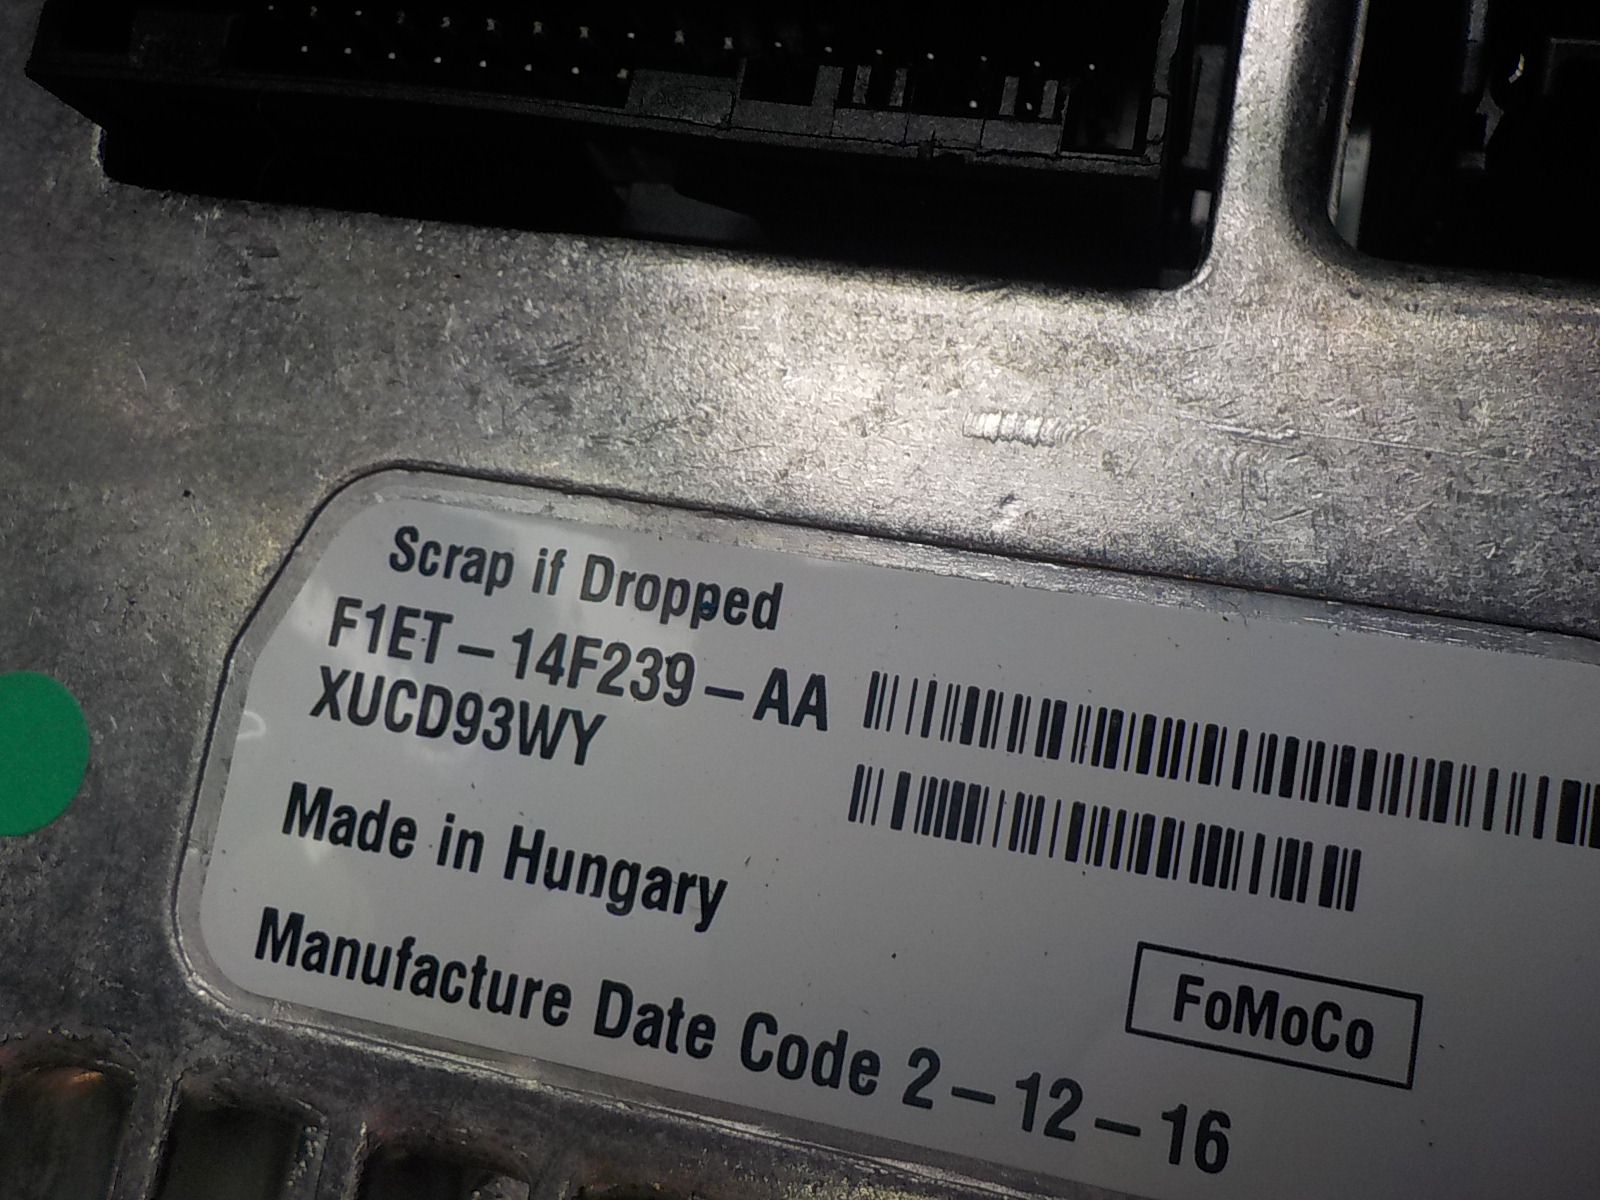 Scrap if Dropped
F1ET-14F239-AA
XUCD93WY
Made in Hungary
FoMoCo
Manufacture Date Code 2-12-16